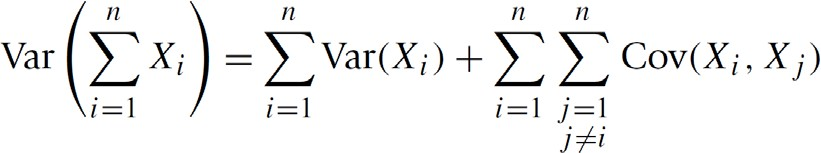 Var(∑_{i=1}^{n} X_i) = ∑_{i=1}^{n} Var(X_i) + ∑_{i=1}^{n} ∑_{j=1, j≠i}^{n} Cov(X_i, X_j)